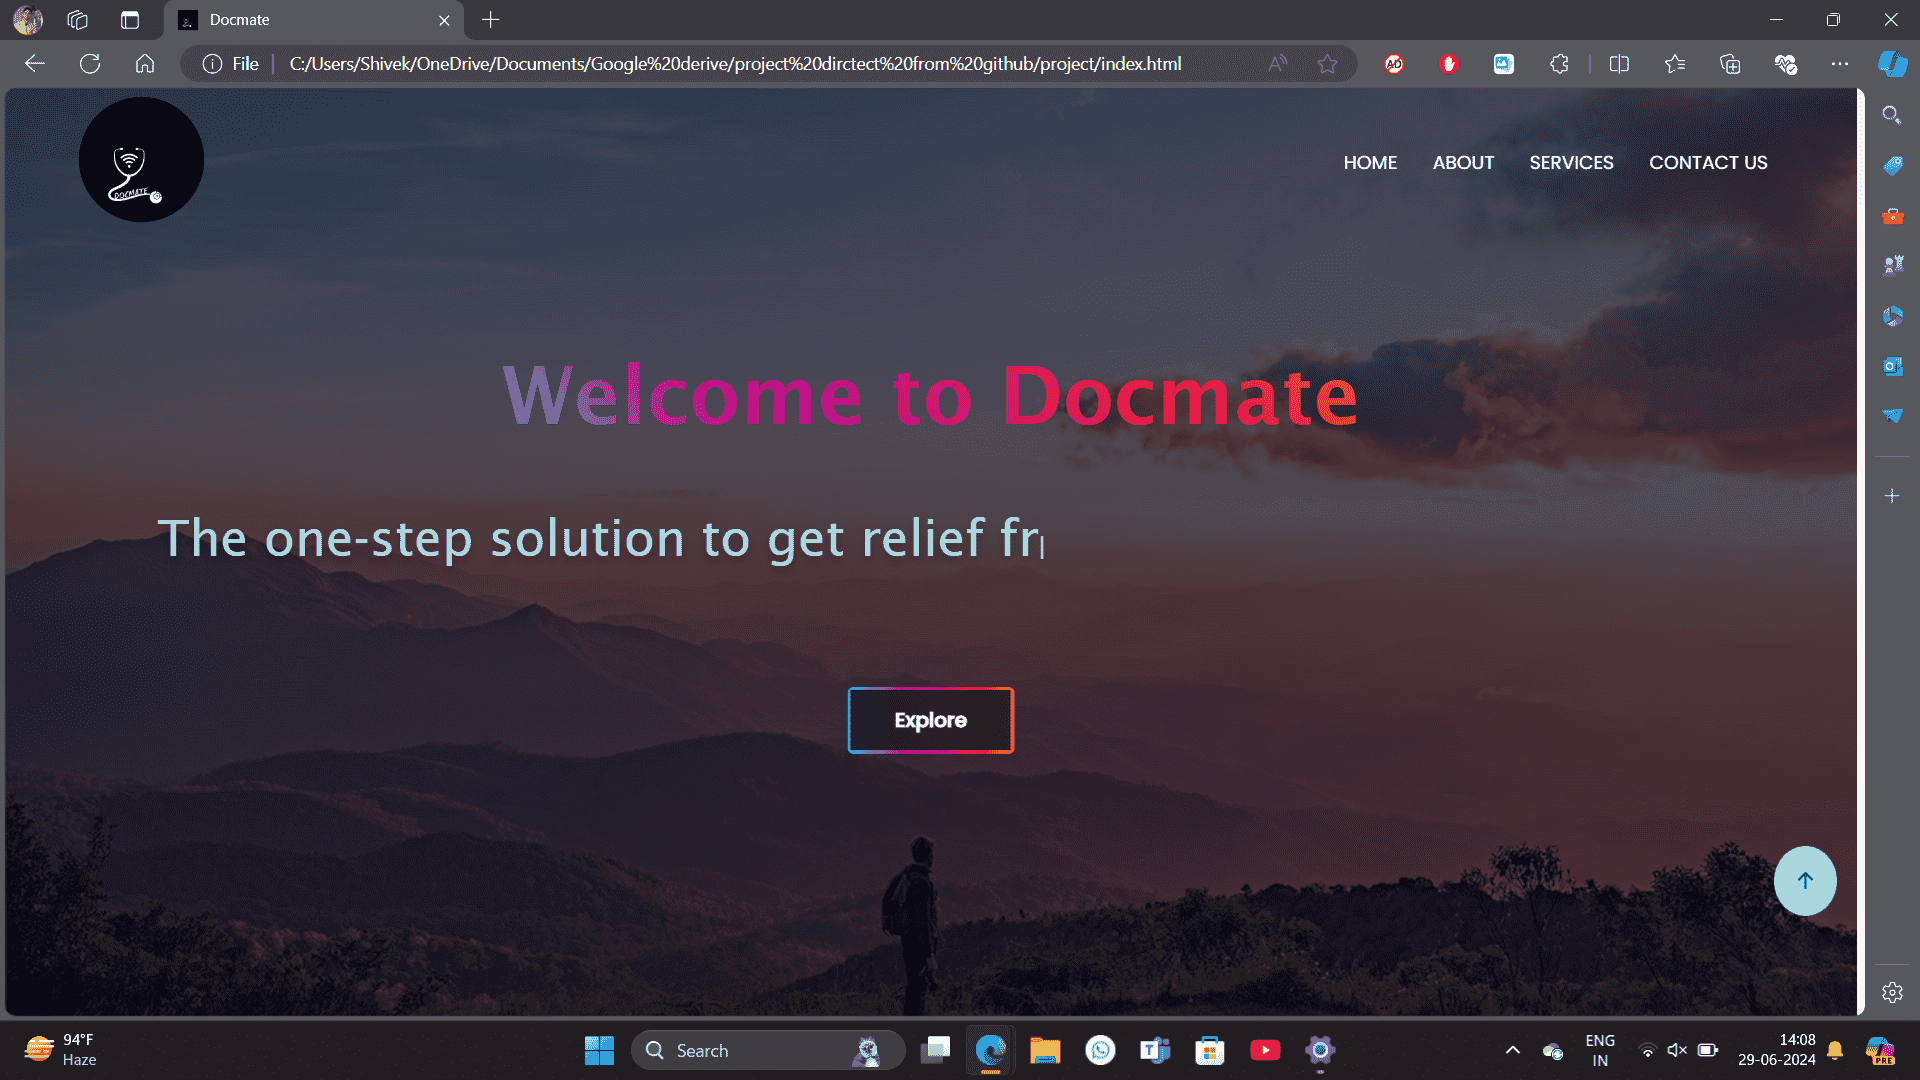 Docmate
File
C:/Users/Shivek/OneDrive/Documents/Google%20derive/project%20dirctect%20from%20github/project/index.html
AD
DOCMATE
HOME
ABOUT
SERVICES
CONTACT US
Welcome to Docmate
The one-step solution to get relief fr
Explore
94°F
Haze
Search
ENG
IN
14:08
29-06-2024
PRE